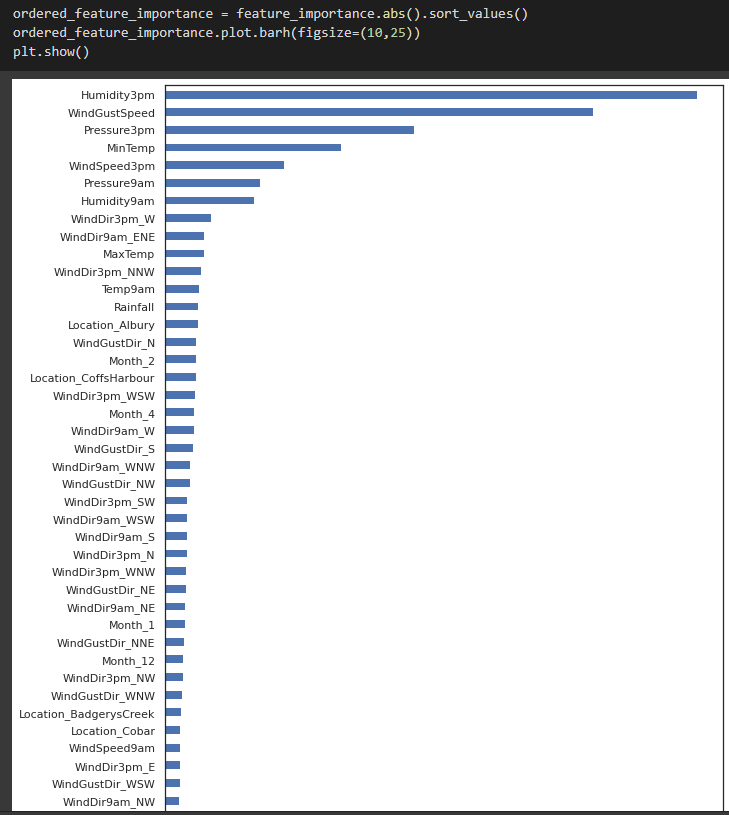 ordered_feature_importance = feature_importance.abs().sort_values()
ordered_feature_importance.plot.barh(figsize=(10,25))
plt.show()
Humidity3pm
WindGustSpeed
Pressure3pm
MinTemp
WindSpeed3pm
Pressure9am
Humidity9am
WindDir3pm_W
WindDir9am_ENE
MaxTemp
WindDir3pm_NNW
Temp9am
Rainfall
Location_Albury
WindGustDir_N
Month_2
Location_CoffsHarbour
WindDir3pm_WSW
Month_4
WindDir9am_W
WindGustDir_S
WindDir9am_WNW
WindGustDir_NW
WindDir3pm_SW
WindDir9am_WSW
WindDir9am_S
WindDir3pm_N
WindDir3pm_WNW
WindGustDir_NE
WindDir9am_NE
Month_1
WindGustDir_NNE
Month_12
WindDir3pm_NW
WindGustDir_WNW
Location_BadgerysCreek
Location_Cobar
WindSpeed9am
WindDir3pm_E
WindGustDir_WSW
WindDir9am_NW